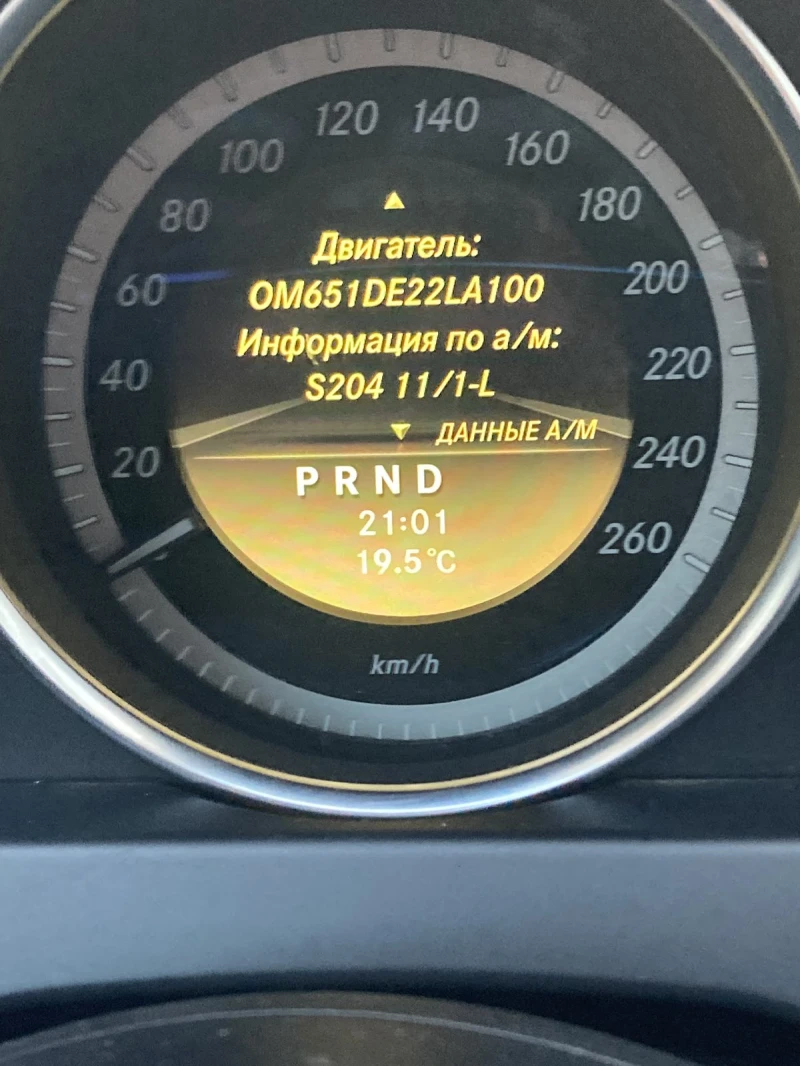 120 140
100 160
80 180
Двигатель:
60 OM651DE22LA100 200
Информация по а/м:
40 S204 11/1-L 220
ДАННЫЕ А/М
20 240
P R N D
21:01
260
19.5°C
km/h